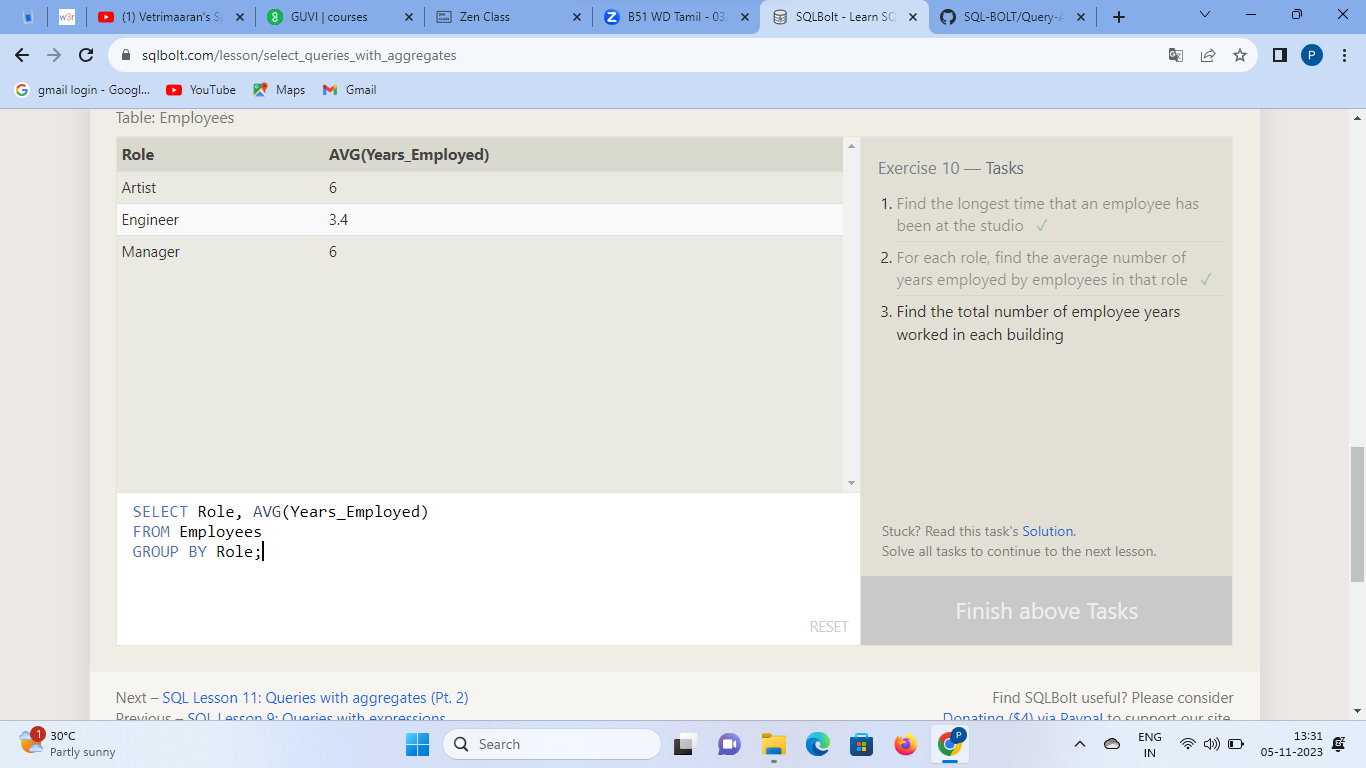 w3r
(1) Vetrimaaran's S
GUVI | courses
Zen Class
B51 WD Tamil - 03
SQLBolt - Learn SQ
SQL-BOLT/Query-A
sqlbolt.com/lesson/select_queries_with_aggregates
P
gmail login - Googl...
YouTube
Maps
Gmail
Table: Employees
Role AVG(Years_Employed)
Artist 6
Engineer 3.4
Manager 6
Exercise 10 — Tasks
1. Find the longest time that an employee has
been at the studio ✓
2. For each role, find the average number of
years employed by employees in that role ✓
3. Find the total number of employee years
worked in each building
Stuck? Read this task's Solution.
Solve all tasks to continue to the next lesson.
Finish above Tasks
SELECT Role, AVG(Years_Employed)
FROM Employees
GROUP BY Role;
RESET
Next – SQL Lesson 11: Queries with aggregates (Pt. 2)
Previous – SQL Lesson 9: Queries with expressions
Find SQLBolt useful? Please consider
Donating ($4) via Paypal to support our site.
1
30°C
Partly sunny
Search
P
ENG
IN
13:31
05-11-2023